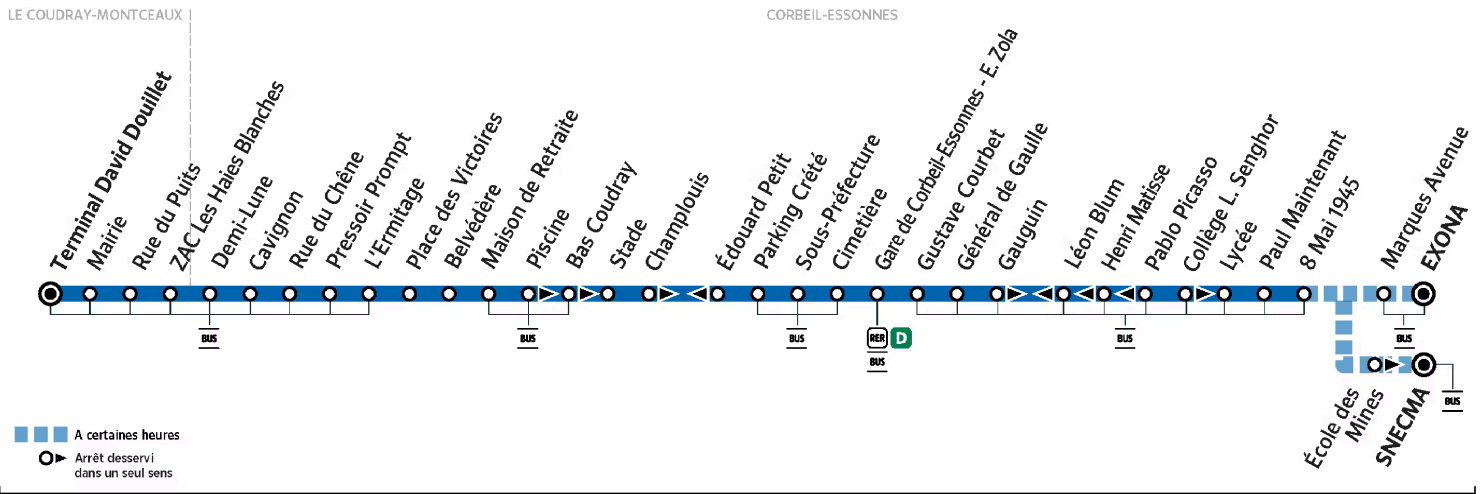 LE COUDRAY-MONTCEAUX
CORBEIL-ESSONNES
Terminal David Douillet
Mairie
Rue du Puits
ZAC Les Haies Blanches
Demi-Lune
Cavignon
Rue du Chêne
Pressoir Prompt
L'Ermitage
Place des Victoires
Belvédère
Maison de Retraite
Piscine
Bas Coudray
Stade
Champlouis
Édouard Petit
Parking Crété
Sous-Préfecture
Cimetière
Gare de Corbeil-Essonnes - E. Zola
Gustave Courbet
Général de Gaulle
Gauguin
Léon Blum
Henri Matisse
Pablo Picasso
Collège L. Senghor
Lycée
Paul Maintenant
8 Mai 1945
Marques Avenue
EXONA
BUS
BUS
BUS
RER D
BUS
BUS
BUS
École des
Mines
SNECMA
BUS
A certaines heures
Arrêt desservi
dans un seul sens